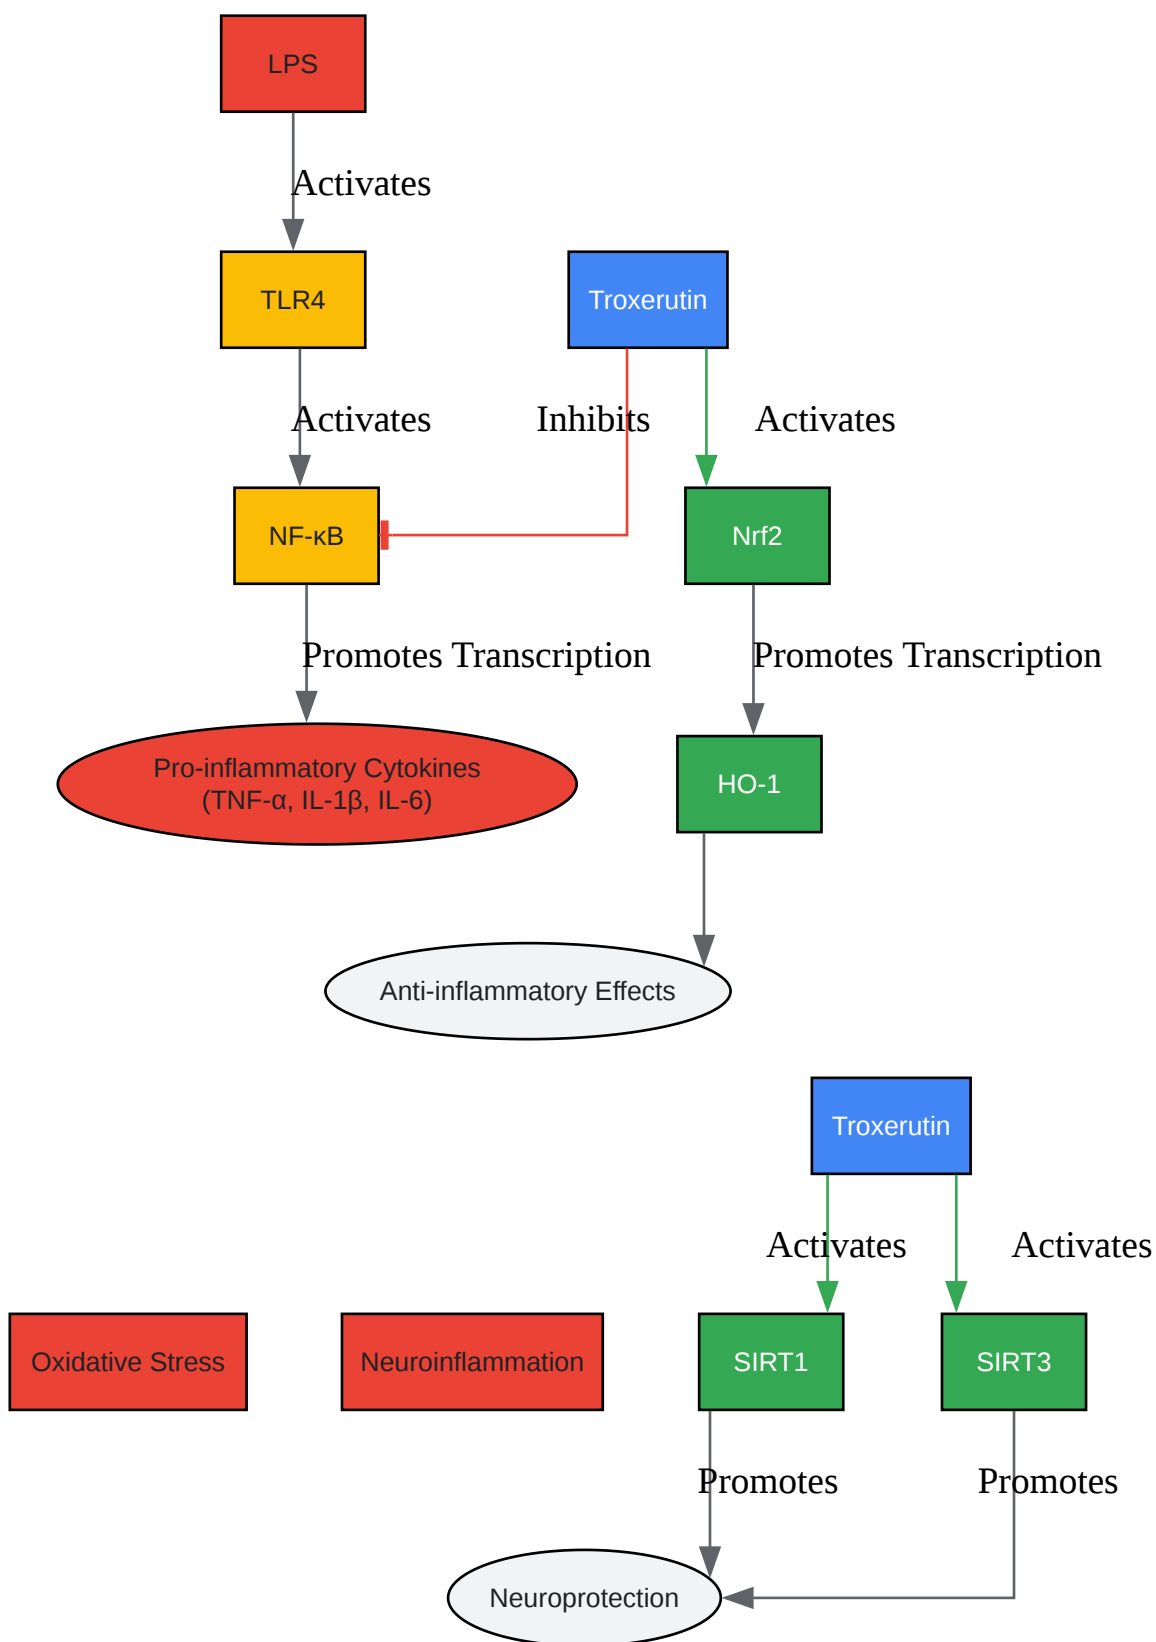 LPS
Activates
TLR4
Troxerutin
Activates
Inhibits
Activates
NF-κB
Nrf2
Promotes Transcription
Promotes Transcription
Pro-inflammatory Cytokines
(TNF-α, IL-1β, IL-6)
HO-1
Anti-inflammatory Effects
Troxerutin
Activates
Activates
Oxidative Stress
Neuroinflammation
SIRT1
SIRT3
Promotes
Promotes
Neuroprotection